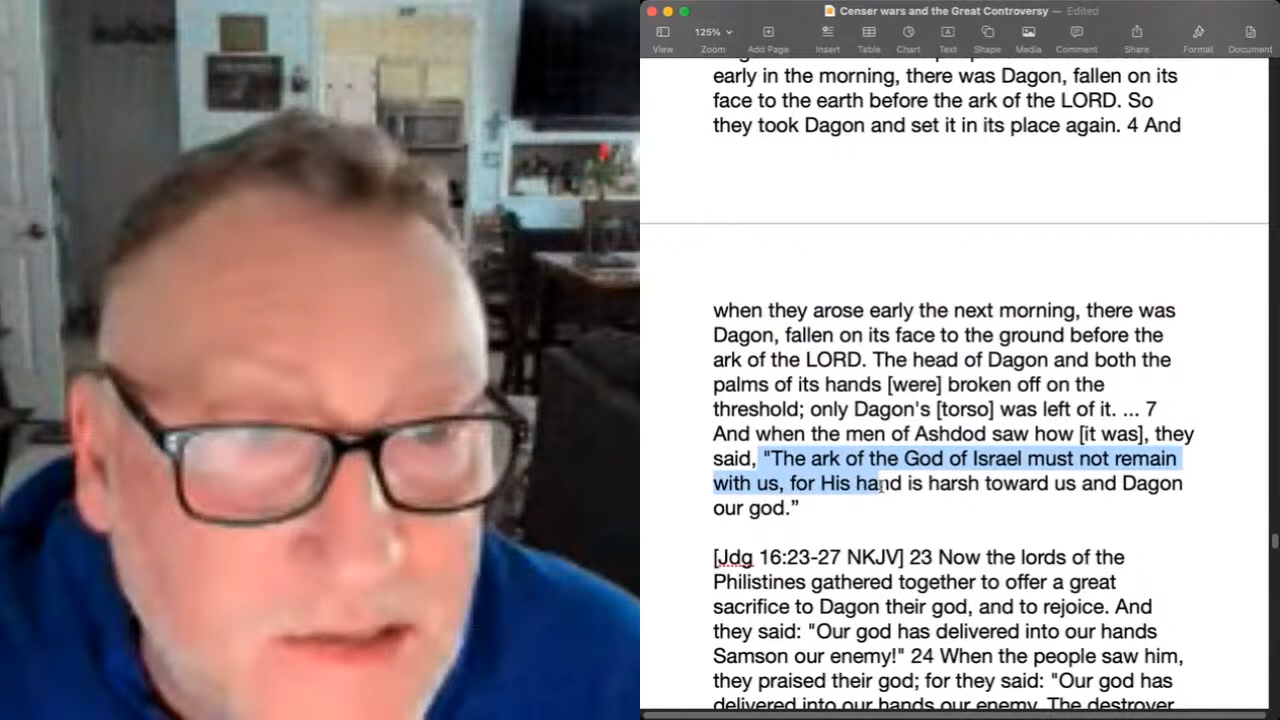 Censer wars and the Great Controversy — Edited
125%
View
Zoom
Add Page
Insert
Table
Chart
Text
Shape
Media
Comment
Share
Format
Document
early in the morning, there was Dagon, fallen on its
face to the earth before the ark of the LORD. So
they took Dagon and set it in its place again. 4 And
when they arose early the next morning, there was
Dagon, fallen on its face to the ground before the
ark of the LORD. The head of Dagon and both the
palms of its hands [were] broken off on the
threshold; only Dagon's [torso] was left of it. ... 7
And when the men of Ashdod saw how [it was], they
said, "The ark of the God of Israel must not remain
with us, for His hand is harsh toward us and Dagon
our god.”
[Jdg 16:23-27 NKJV] 23 Now the lords of the
Philistines gathered together to offer a great
sacrifice to Dagon their god, and to rejoice. And
they said: "Our god has delivered into our hands
Samson our enemy!" 24 When the people saw him,
they praised their god; for they said: "Our god has
delivered into our hands our enemy, The destroyer